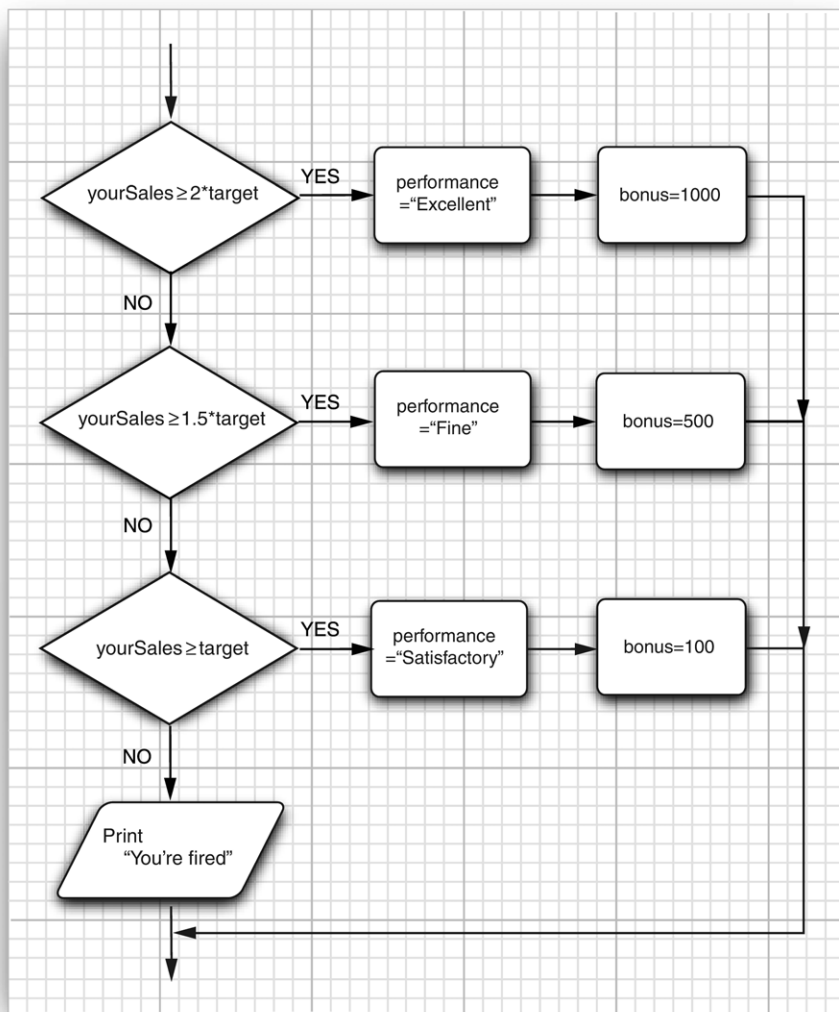 yourSales≥2*target
YES
performance
=“Excellent”
bonus=1000
NO
yourSales≥1.5*target
YES
performance
=“Fine”
bonus=500
NO
yourSales≥target
YES
performance
=“Satisfactory”
bonus=100
NO
Print
“You’re fired”